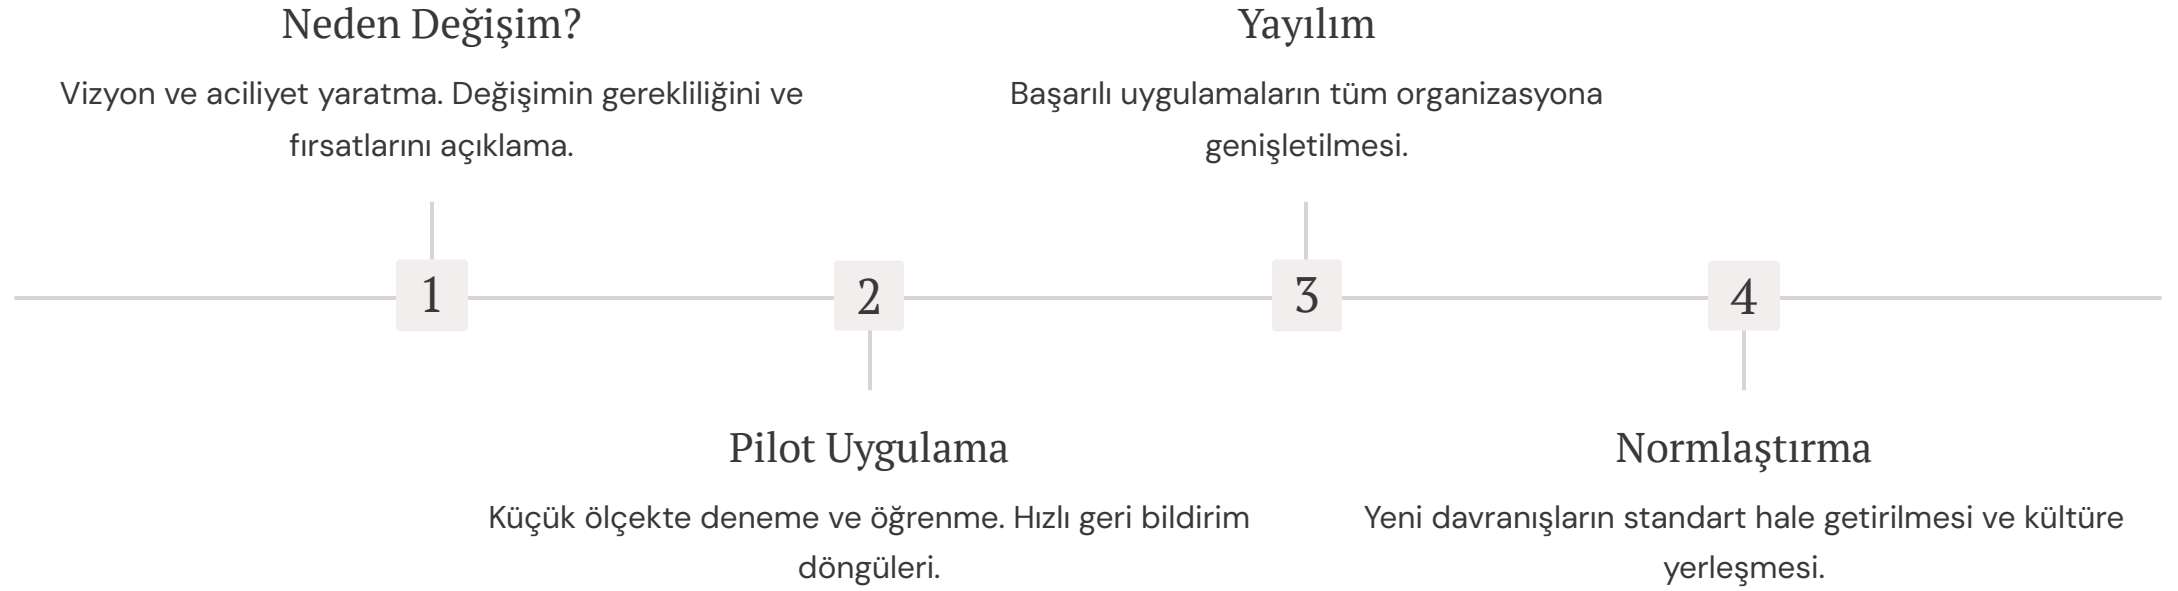 Neden Değişim?
Vizyon ve aciliyet yaratma. Değişimin gerekliliğini ve
fırsatlarını açıklama.
1
2
Pilot Uygulama
Küçük ölçekte deneme ve öğrenme. Hızlı geri bildirim
döngüleri.
Yayılım
Başarılı uygulamaların tüm organizasyona
genişletilmesi.
3
4
Normlaştırma
Yeni davranışların standart hale getirilmesi ve kültüre
yerleşmesi.